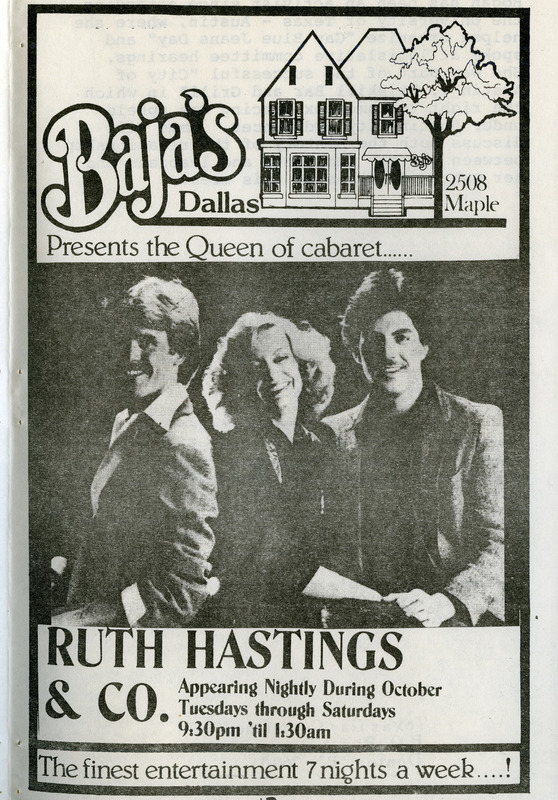 Baja's
Dallas
Baja's
2508
Maple
Presents the Queen of cabaret......
RUTH HASTINGS
& CO.
Appearing Nightly During October
Tuesdays through Saturdays
9:30pm 'til 1:30am
The finest entertainment 7 nights a week....!